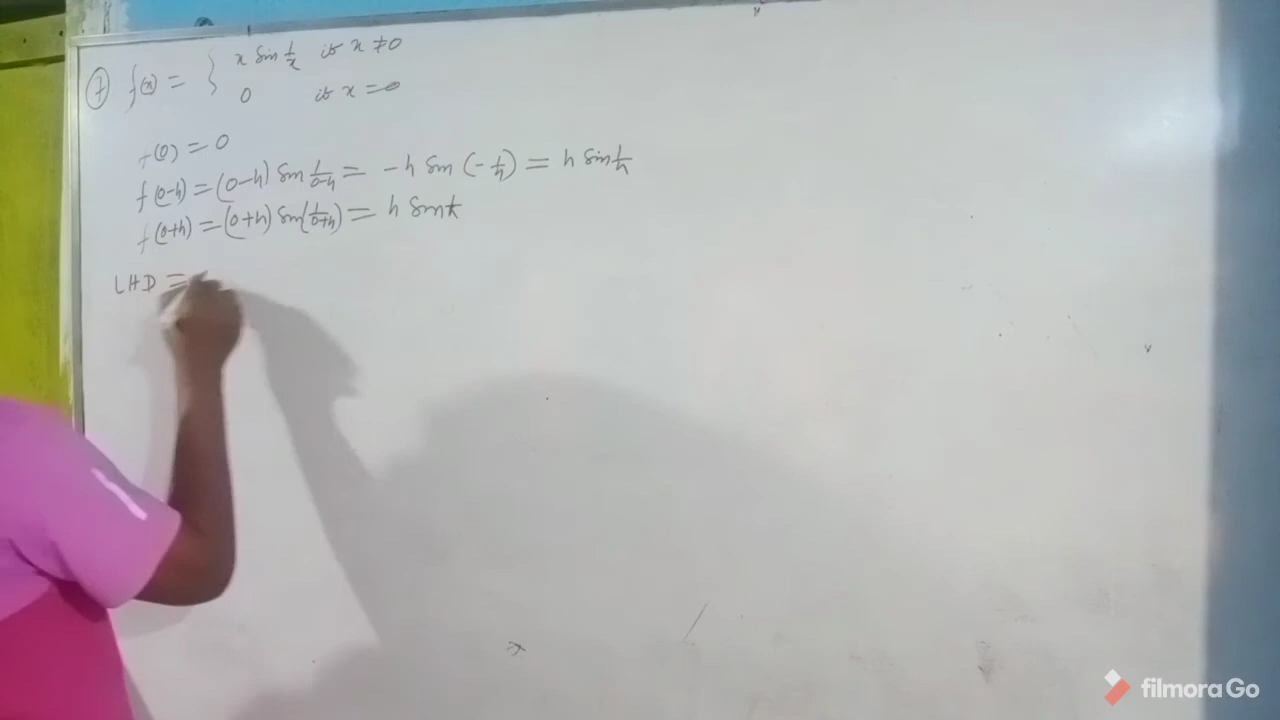 7 f(x) = { x sin 1/x if x ≠ 0
0 if x = 0
f(0) = 0
f(0-h) = (0-h) sin 1/0-h = -h sin (-1/h) = h sin 1/h
f(0+h) = (0+h) sin(1/0+h) = h sin 1/h
LHD =
filmoraGo